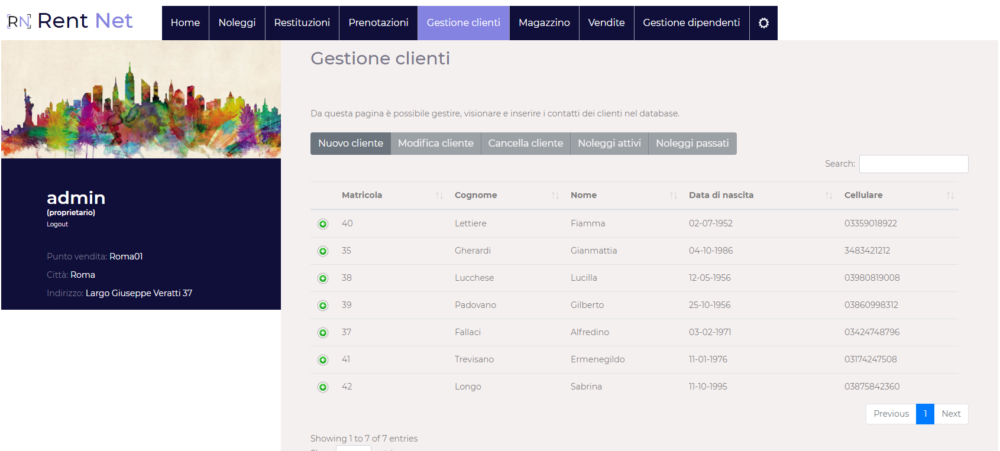 RN Rent Net
Home Noleggi Restituzioni Prenotazioni Gestione clienti Magazzino Vendite Gestione dipendenti
Gestione clienti
Da questa pagina è possibile gestire, visionare e inserire i contatti dei clienti nel database.
Nuovo cliente Modifica cliente Cancella cliente Noleggi attivi Noleggi passati
Search:
admin
(proprietario)
Logout
Punto vendita: Roma01
Città: Roma
Indirizzo: Largo Giuseppe Veratti 37
Matricola Cognome Nome Data di nascita Cellulare
40 Lettiere Fiamma 02-07-1952 03359018922
35 Gherardi Gianmattia 04-10-1986 3483421212
38 Lucchese Lucilla 12-05-1956 03980819008
39 Padovano Gilberto 25-10-1956 03860998312
37 Fallaci Alfredino 03-02-1971 03424748796
41 Trevisano Ermenegildo 11-01-1976 03174247508
42 Longo Sabrina 11-10-1995 03875842360
Previous 1 Next
Showing 1 to 7 of 7 entries